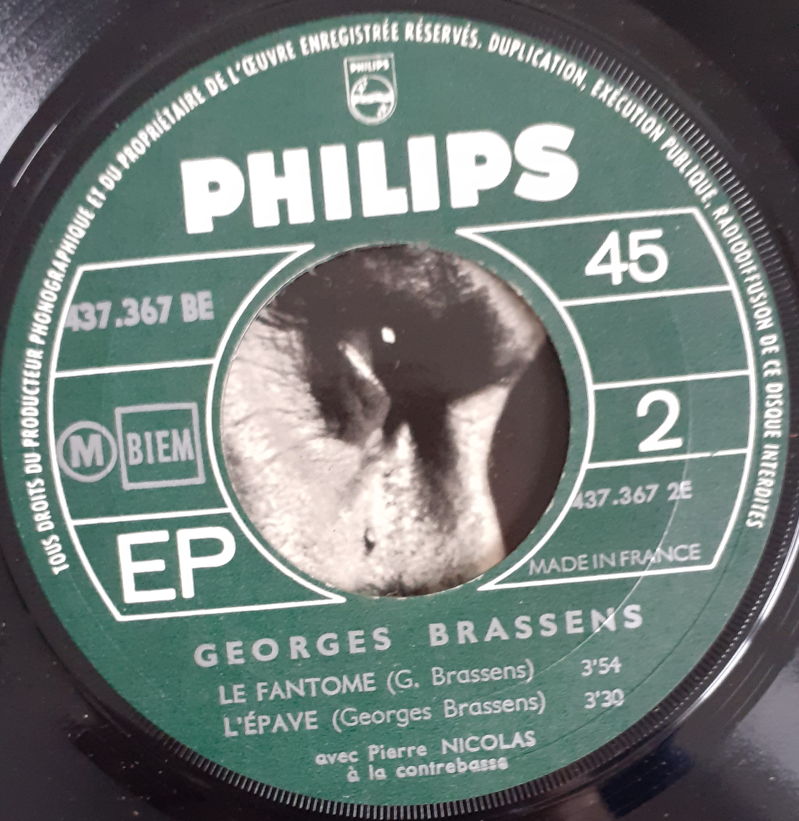 TOUS DROITS DU PRODUCTEUR PHONOGRAPHIQUE ET DU PROPRIÉTAIRE DE L'ŒUVRE ENREGISTRÉE RÉSERVÉS. DUPLICATION, EXÉCUTION PUBLIQUE, RADIODIFFUSION DE CE DISQUE INTERDITES
PHILIPS
PHILIPS
45
437.367 BE
2
M BIEM
437.367 2E
EP
MADE IN FRANCE
GEORGES BRASSENS
LE FANTOME (G. Brassens) 3'54
L'ÉPAVE (Georges Brassens) 3'30
avec Pierre NICOLAS
à la contrebasse